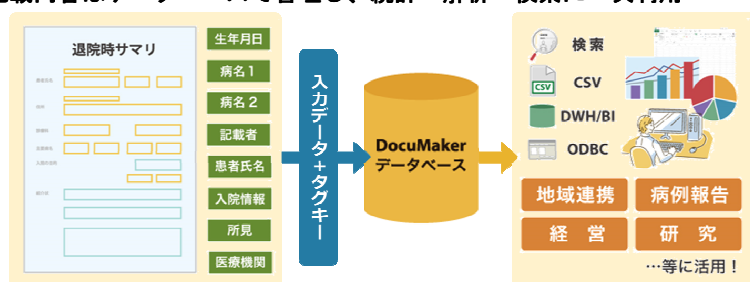 退院時サマリ
生年月日
病名1
病名2
記載者
患者氏名
入院情報
所見
医療機関
入力データ+タグキー
DocuMaker
データベース
検索
CSV
CSV
DWH/BI
ODBC
地域連携
病例報告
経 営
研 究
…等に活用!